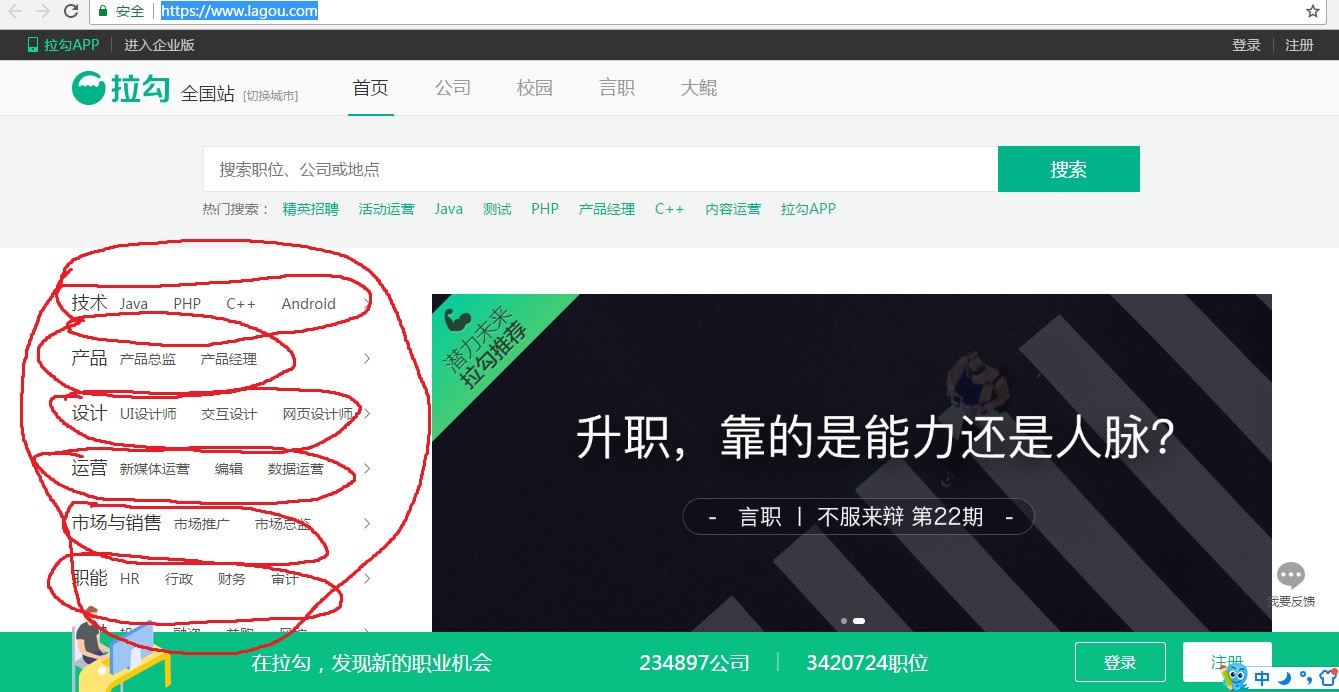 安全 https://www.lagou.com
拉勾APP 进入企业版 登录 注册
拉勾 全国站 [切换城市] 首页 公司 校园 言职 大鲲
搜索职位、公司或地点 搜索
热门搜索： 精英招聘 活动运营 Java 测试 PHP 产品经理 C++ 内容运营 拉勾APP
技术 Java PHP C++ Android
产品 产品总监 产品经理
设计 UI设计师 交互设计 网页设计师
运营 新媒体运营 编辑 数据运营
市场与销售 市场推广 市场总监
职能 HR 行政 财务 审计
潜力未来
拉勾推荐
升职，靠的是能力还是人脉?
- 言职 | 不服来辩 第22期 -
我要反馈
在拉勾，发现新的职业机会 234897公司 3420724职位 登录 注册
中